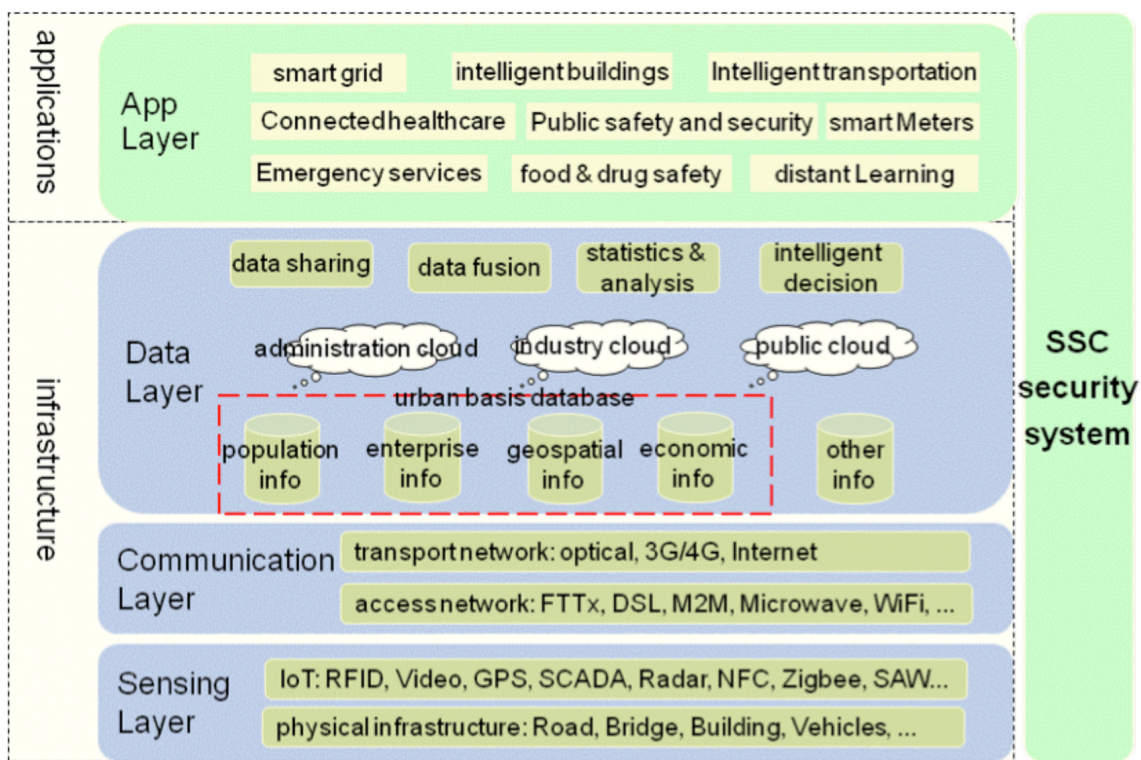 applications
App
Layer
smart grid
intelligent buildings
Intelligent transportation
Connected healthcare
Public safety and security
smart Meters
Emergency services
food & drug safety
distant Learning
infrastructure
Data
Layer
data sharing
data fusion
statistics &
analysis
intelligent
decision
administration cloud
industry cloud
public cloud
urban basis database
population
info
enterprise
info
geospatial
info
economic
info
other
info
Communication
Layer
transport network: optical, 3G/4G, Internet
access network: FTTx, DSL, M2M, Microwave, WiFi, ...
Sensing
Layer
IoT: RFID, Video, GPS, SCADA, Radar, NFC, Zigbee, SAW...
physical infrastructure: Road, Bridge, Building, Vehicles, ...
SSC
security
system